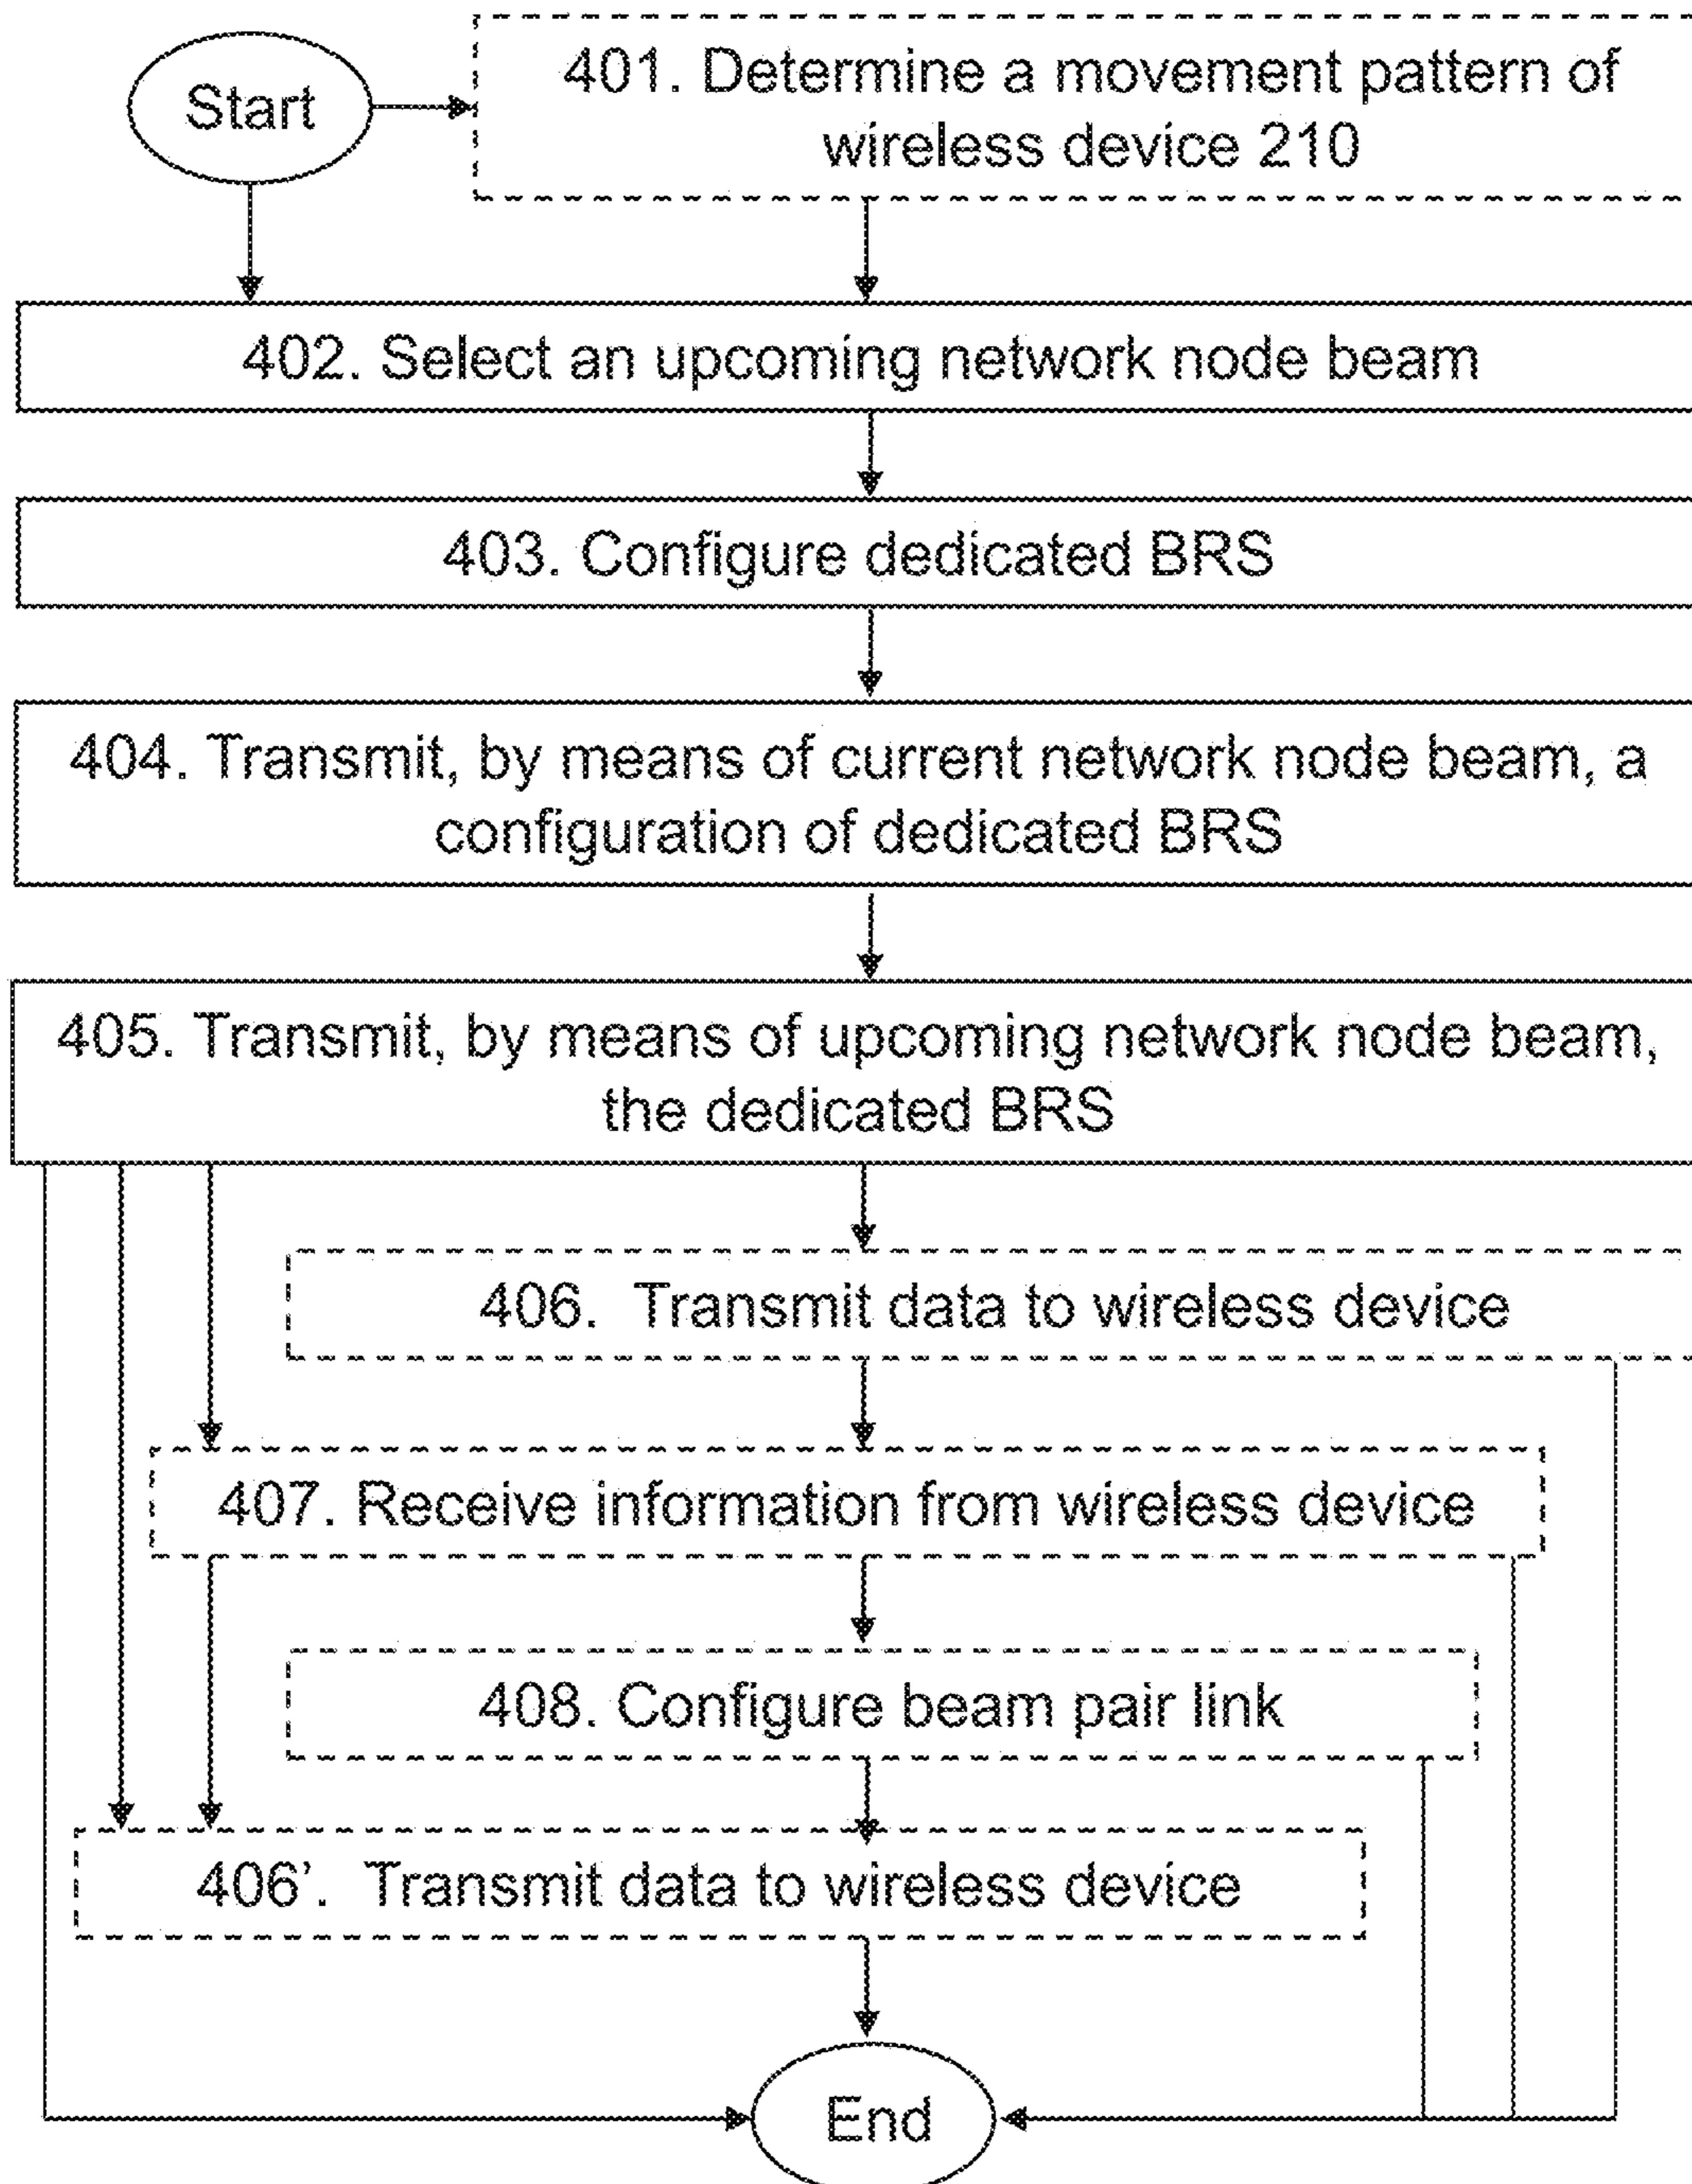 Start
401. Determine a movement pattern of
wireless device 210
402. Select an upcoming network node beam
403. Configure dedicated BRS
404. Transmit, by means of current network node beam, a
configuration of dedicated BRS
405. Transmit, by means of upcoming network node beam,
the dedicated BRS
406. Transmit data to wireless device
407. Receive information from wireless device
408. Configure beam pair link
406'. Transmit data to wireless device
End